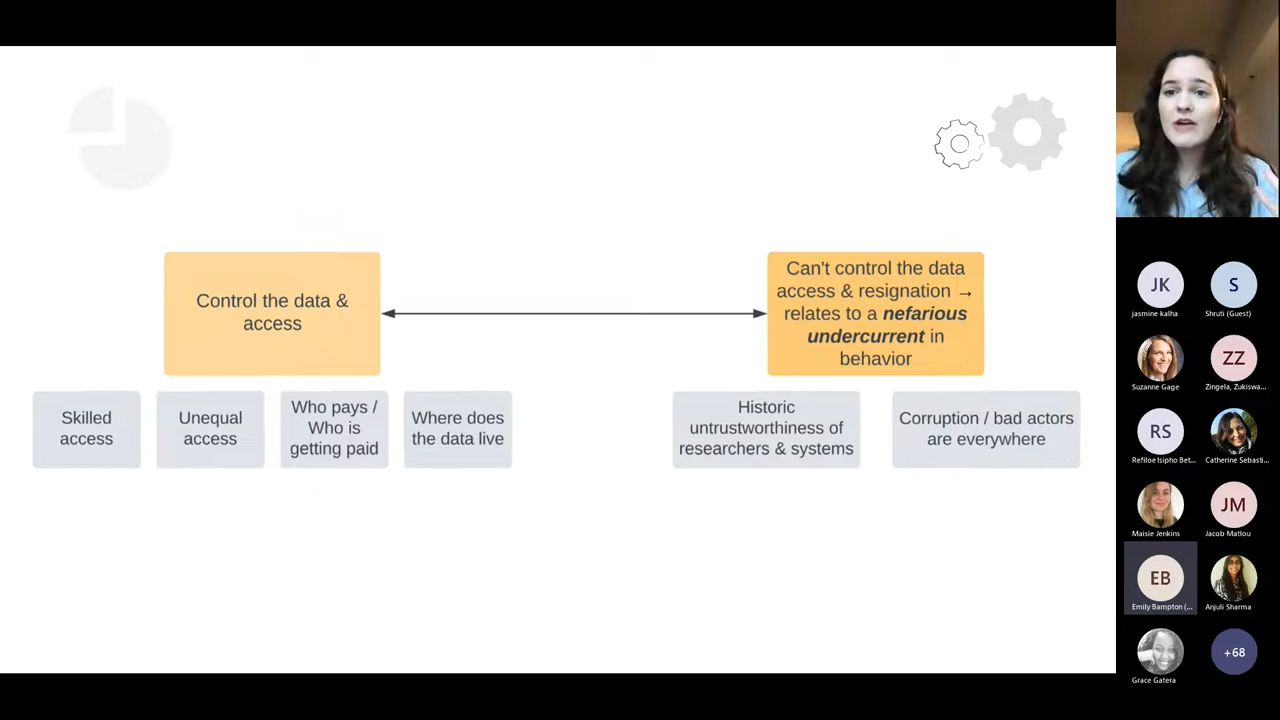 Control the data &
access
Can't control the data
access & resignation →
relates to a nefarious
undercurrent in
behavior
Skilled
access
Unequal
access
Who pays /
Who is
getting paid
Where does
the data live
Historic
untrustworthiness of
researchers & systems
Corruption / bad actors
are everywhere
JK
jasmine kalha
S
Shruti (Guest)
Suzanne Gage
ZZ
Zingela, Zukiswa...
RS
Refiloe Isipho Bet...
Catherine Sebasti...
Maisie Jenkins
JM
Jacob Matlou
EB
Emily Bampton (...
Anjuli Sharma
Grace Gatera
+68